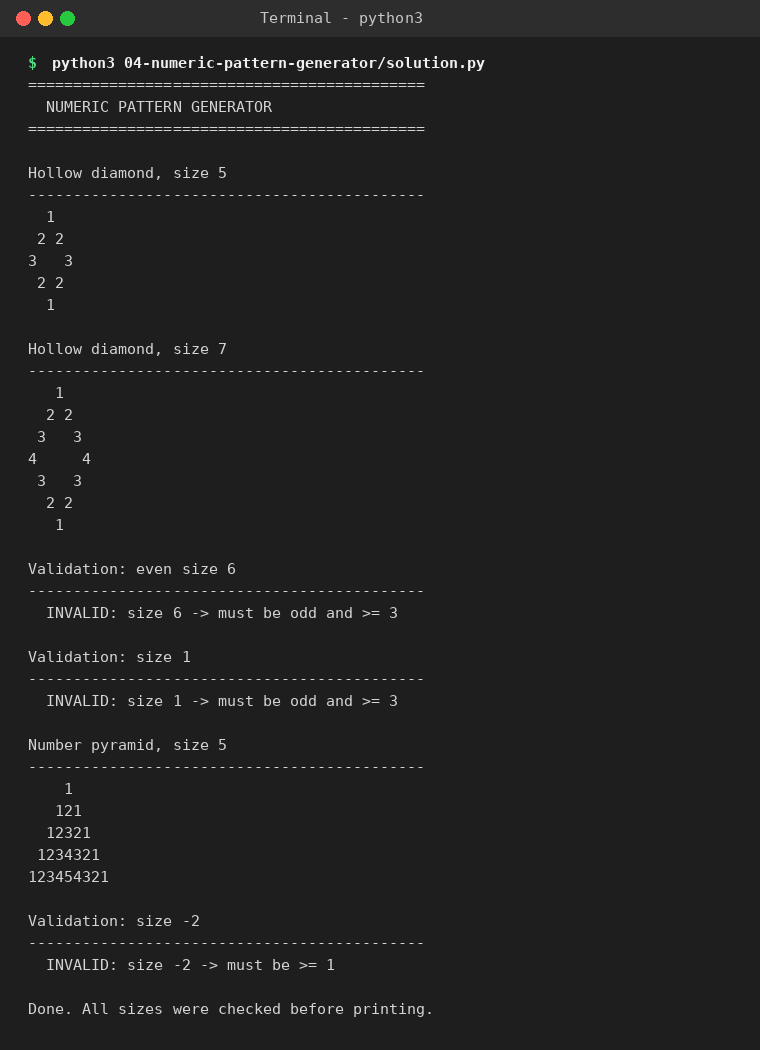 Terminal - python3
$ python3 04-numeric-pattern-generator/solution.py
============================================
  NUMERIC PATTERN GENERATOR
============================================

Hollow diamond, size 5
--------------------------------------------
  1
 2 2
3   3
 2 2
  1

Hollow diamond, size 7
--------------------------------------------
   1
  2 2
 3   3
4     4
 3   3
  2 2
   1

Validation: even size 6
--------------------------------------------
  INVALID: size 6 -> must be odd and >= 3

Validation: size 1
--------------------------------------------
  INVALID: size 1 -> must be odd and >= 3

Number pyramid, size 5
--------------------------------------------
    1
   121
  12321
 1234321
123454321

Validation: size -2
--------------------------------------------
  INVALID: size -2 -> must be >= 1

Done. All sizes were checked before printing.